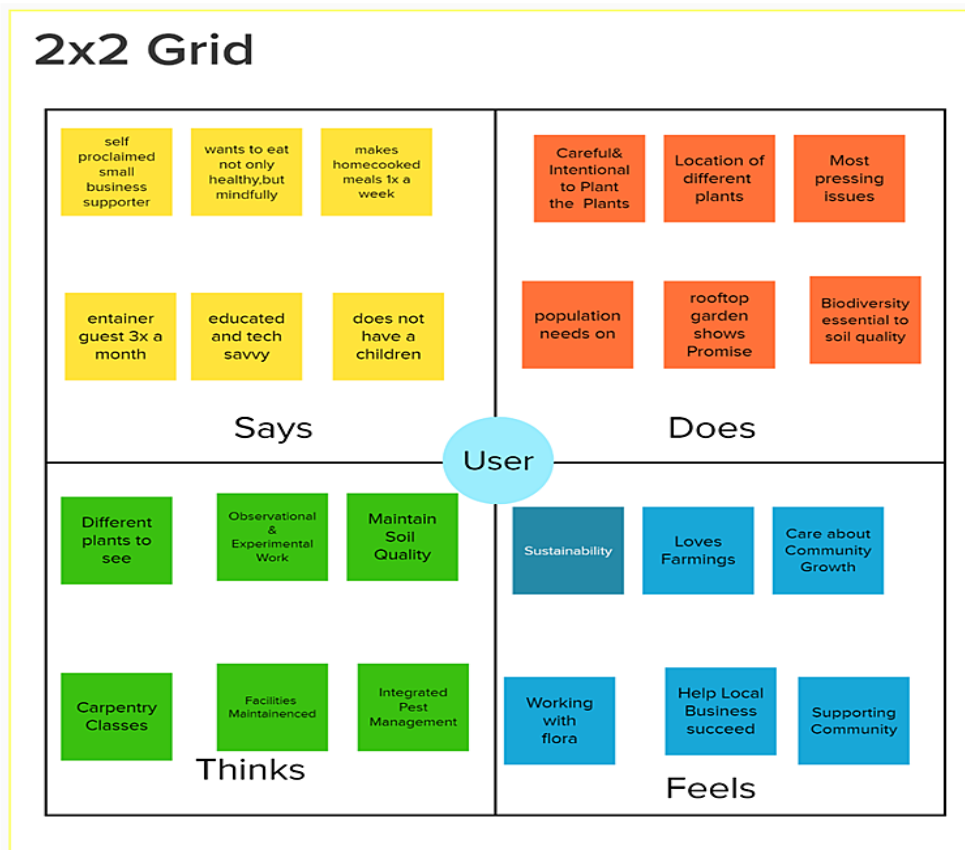 2x2 Grid
self
proclaimed
small
business
supporter
wants to eat
not only
healthy,but
mindfully
makes
homecooked
meals 1x a
week
entainer
guest 3x a
month
educated
and tech
savvy
does not
have a
children
Says
Careful&
Intentional
to Plant
the Plants
Location of
different
plants
Most
pressing
issues
population
needs on
rooftop
garden
shows
Promise
Biodiversity
essential to
soil quality
Does
User
Different
plants to
see
Observational
&
Experimental
Work
Maintain
Soil
Quality
Carpentry
Classes
Facilities
Maintainenced
Integrated
Pest
Management
Thinks
Sustainability
Loves
Farmings
Care about
Community
Growth
Working
with
flora
Help Local
Business
succeed
Supporting
Community
Feels